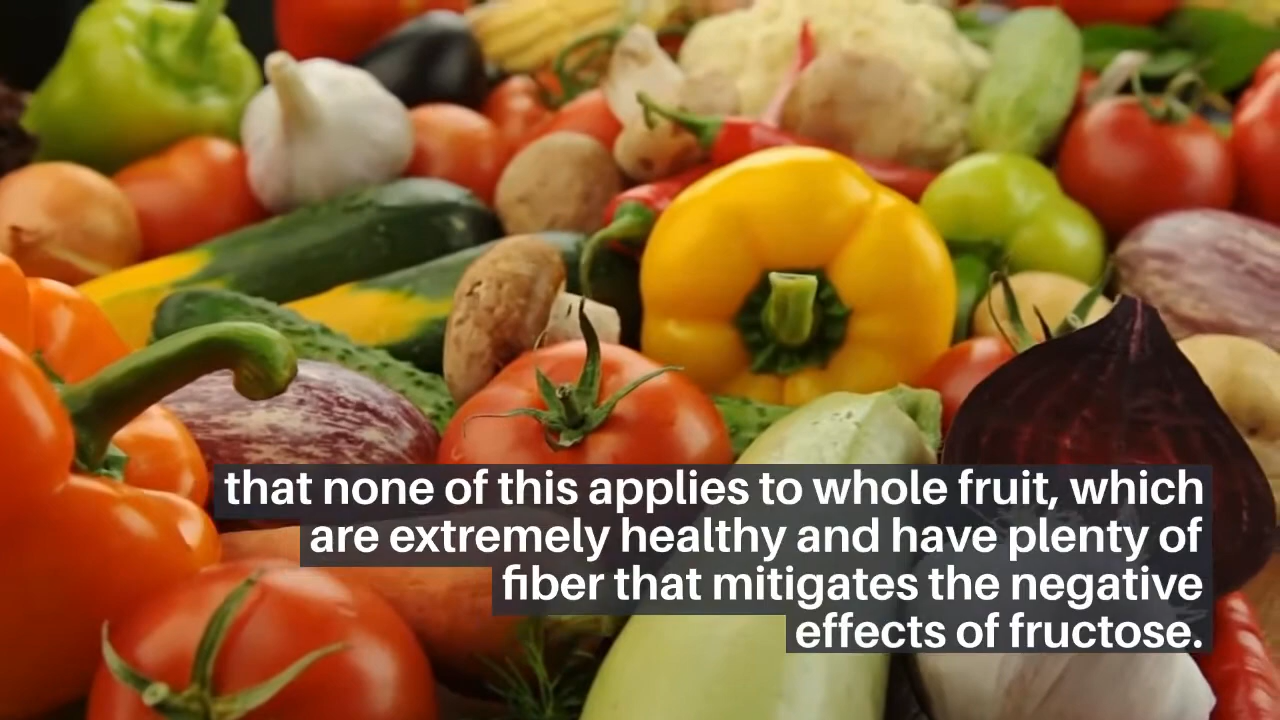 that none of this applies to whole fruit, which
are extremely healthy and have plenty of
fiber that mitigates the negative
effects of fructose.